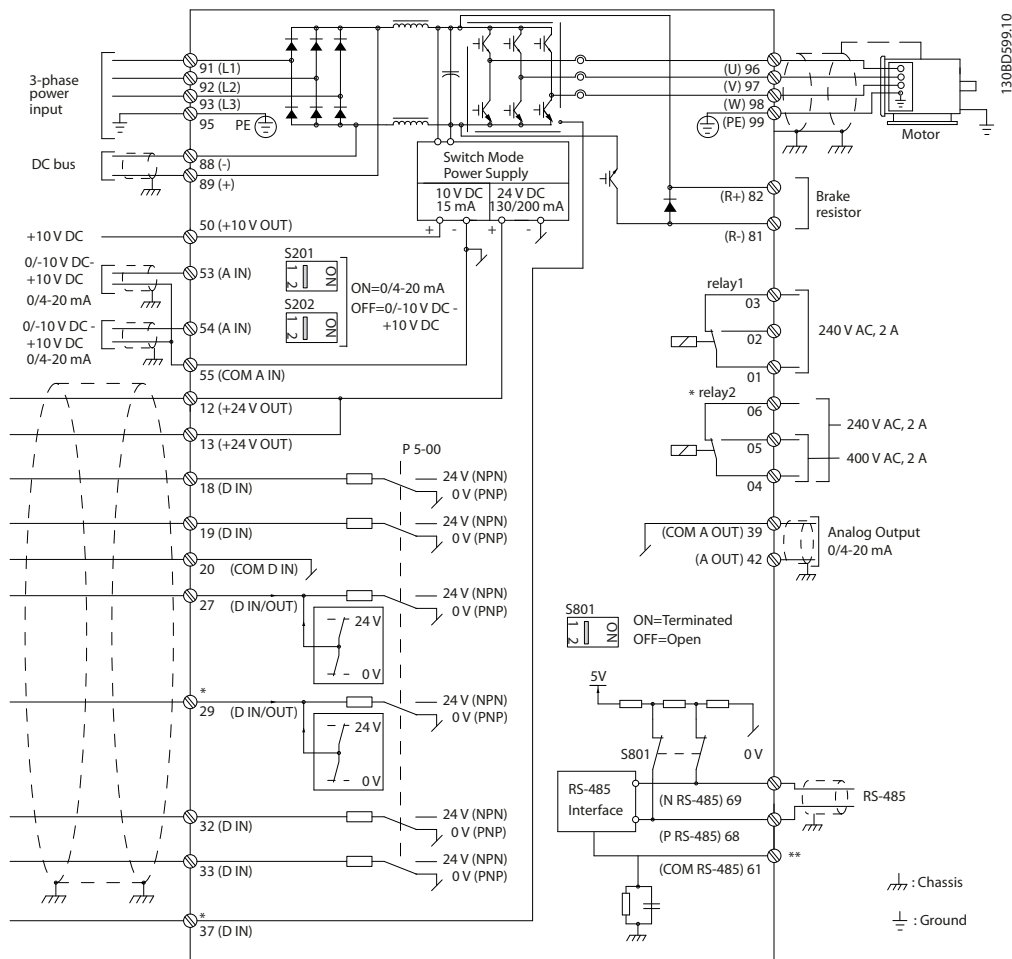 130BD599.10
3-phase
power
input
91 (L1)
92 (L2)
93 (L3)
95
PE
DC bus
88 (-)
89 (+)
Switch Mode
Power Supply
10 V DC
15 mA
24 V DC
130/200 mA
+
-
+
-
(U) 96
(V) 97
(W) 98
(PE) 99
Motor
(R+) 82
(R-) 81
Brake
resistor
+10 V DC
50 (+10 V OUT)
0/-10 V DC-
+10 V DC
0/4-20 mA
53 (A IN)
S201
1
2
ON
S202
1
2
ON
ON=0/4-20 mA
OFF=0/-10 V DC -
+10 V DC
0/-10 V DC -
+10 V DC
0/4-20 mA
54 (A IN)
55 (COM A IN)
12 (+24 V OUT)
13 (+24 V OUT)
relay1
03
02
01
240 V AC, 2 A
* relay2
06
05
04
240 V AC, 2 A
400 V AC, 2 A
P 5-00
18 (D IN)
24 V (NPN)
0 V (PNP)
19 (D IN)
24 V (NPN)
0 V (PNP)
20 (COM D IN)
27 (D IN/OUT)
24 V (NPN)
0 V (PNP)
24 V
0 V
*
29 (D IN/OUT)
24 V (NPN)
0 V (PNP)
24 V
0 V
32 (D IN)
24 V (NPN)
0 V (PNP)
33 (D IN)
24 V (NPN)
0 V (PNP)
*
37 (D IN)
(COM A OUT) 39
(A OUT) 42
Analog Output
0/4-20 mA
S801
1
2
ON
ON=Terminated
OFF=Open
5V
S801
0 V
RS-485
Interface
(N RS-485) 69
(P RS-485) 68
(COM RS-485) 61
RS-485
**
: Chassis
: Ground